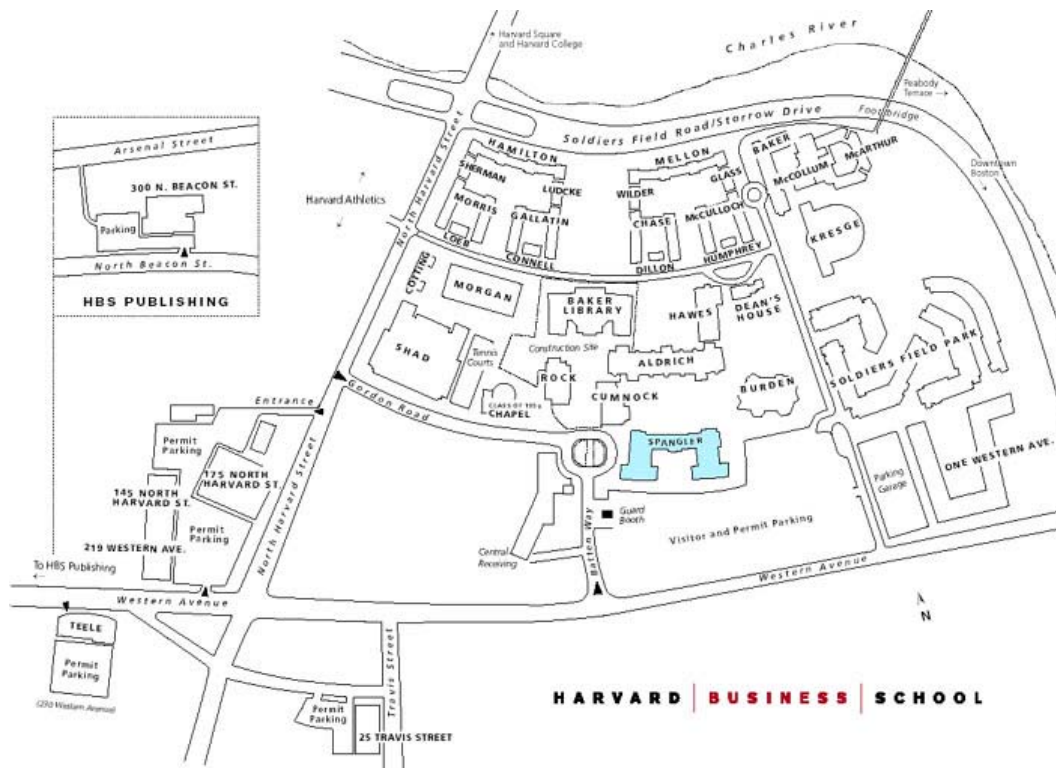 Harvard Square
and Harvard College
Charles River
Peabody
Terrace →
Footbridge
Soldiers Field Road/Storrow Drive
Downtown
Boston
Arsenal Street
300 N. BEACON ST.
Parking
North Beacon St.
HBS PUBLISHING
Harvard Athletics
North Harvard Street
HAMILTON
SHERMAN
LUDCKE
MORRIS
GALLATIN
LOEB
CONNELL
MELLON
GLASS
WILDER
CHASE
McCULLOCH
DILLON
HUMPHREY
BAKER
McCOLLUM
McARTHUR
KRESGE
COTTING
MORGAN
BAKER
LIBRARY
HAWES
DEAN'S
HOUSE
SHAD
Tennis
Courts
Construction Site
ALDRICH
ROCK
CUMNOCK
CHAPEL
BURDEN
SOLDIERS FIELD PARK
Gordon Road
Entrance
SPANGLER
Permit
Parking
175 NORTH
HARVARD ST.
145 NORTH
HARVARD ST.
Permit
Parking
219 WESTERN AVE.
North Harvard Street
Parking
Garage
ONE WESTERN AVE.
Guard
Booth
Visitor and Permit Parking
Central
Receiving
Batten Way
Western Avenue
To HBS Publishing
←
Western Avenue
N
TEELE
Permit
Parking
(230 Western Avenue)
Travis Street
Permit
Parking
25 TRAVIS STREET
HARVARD | BUSINESS | SCHOOL